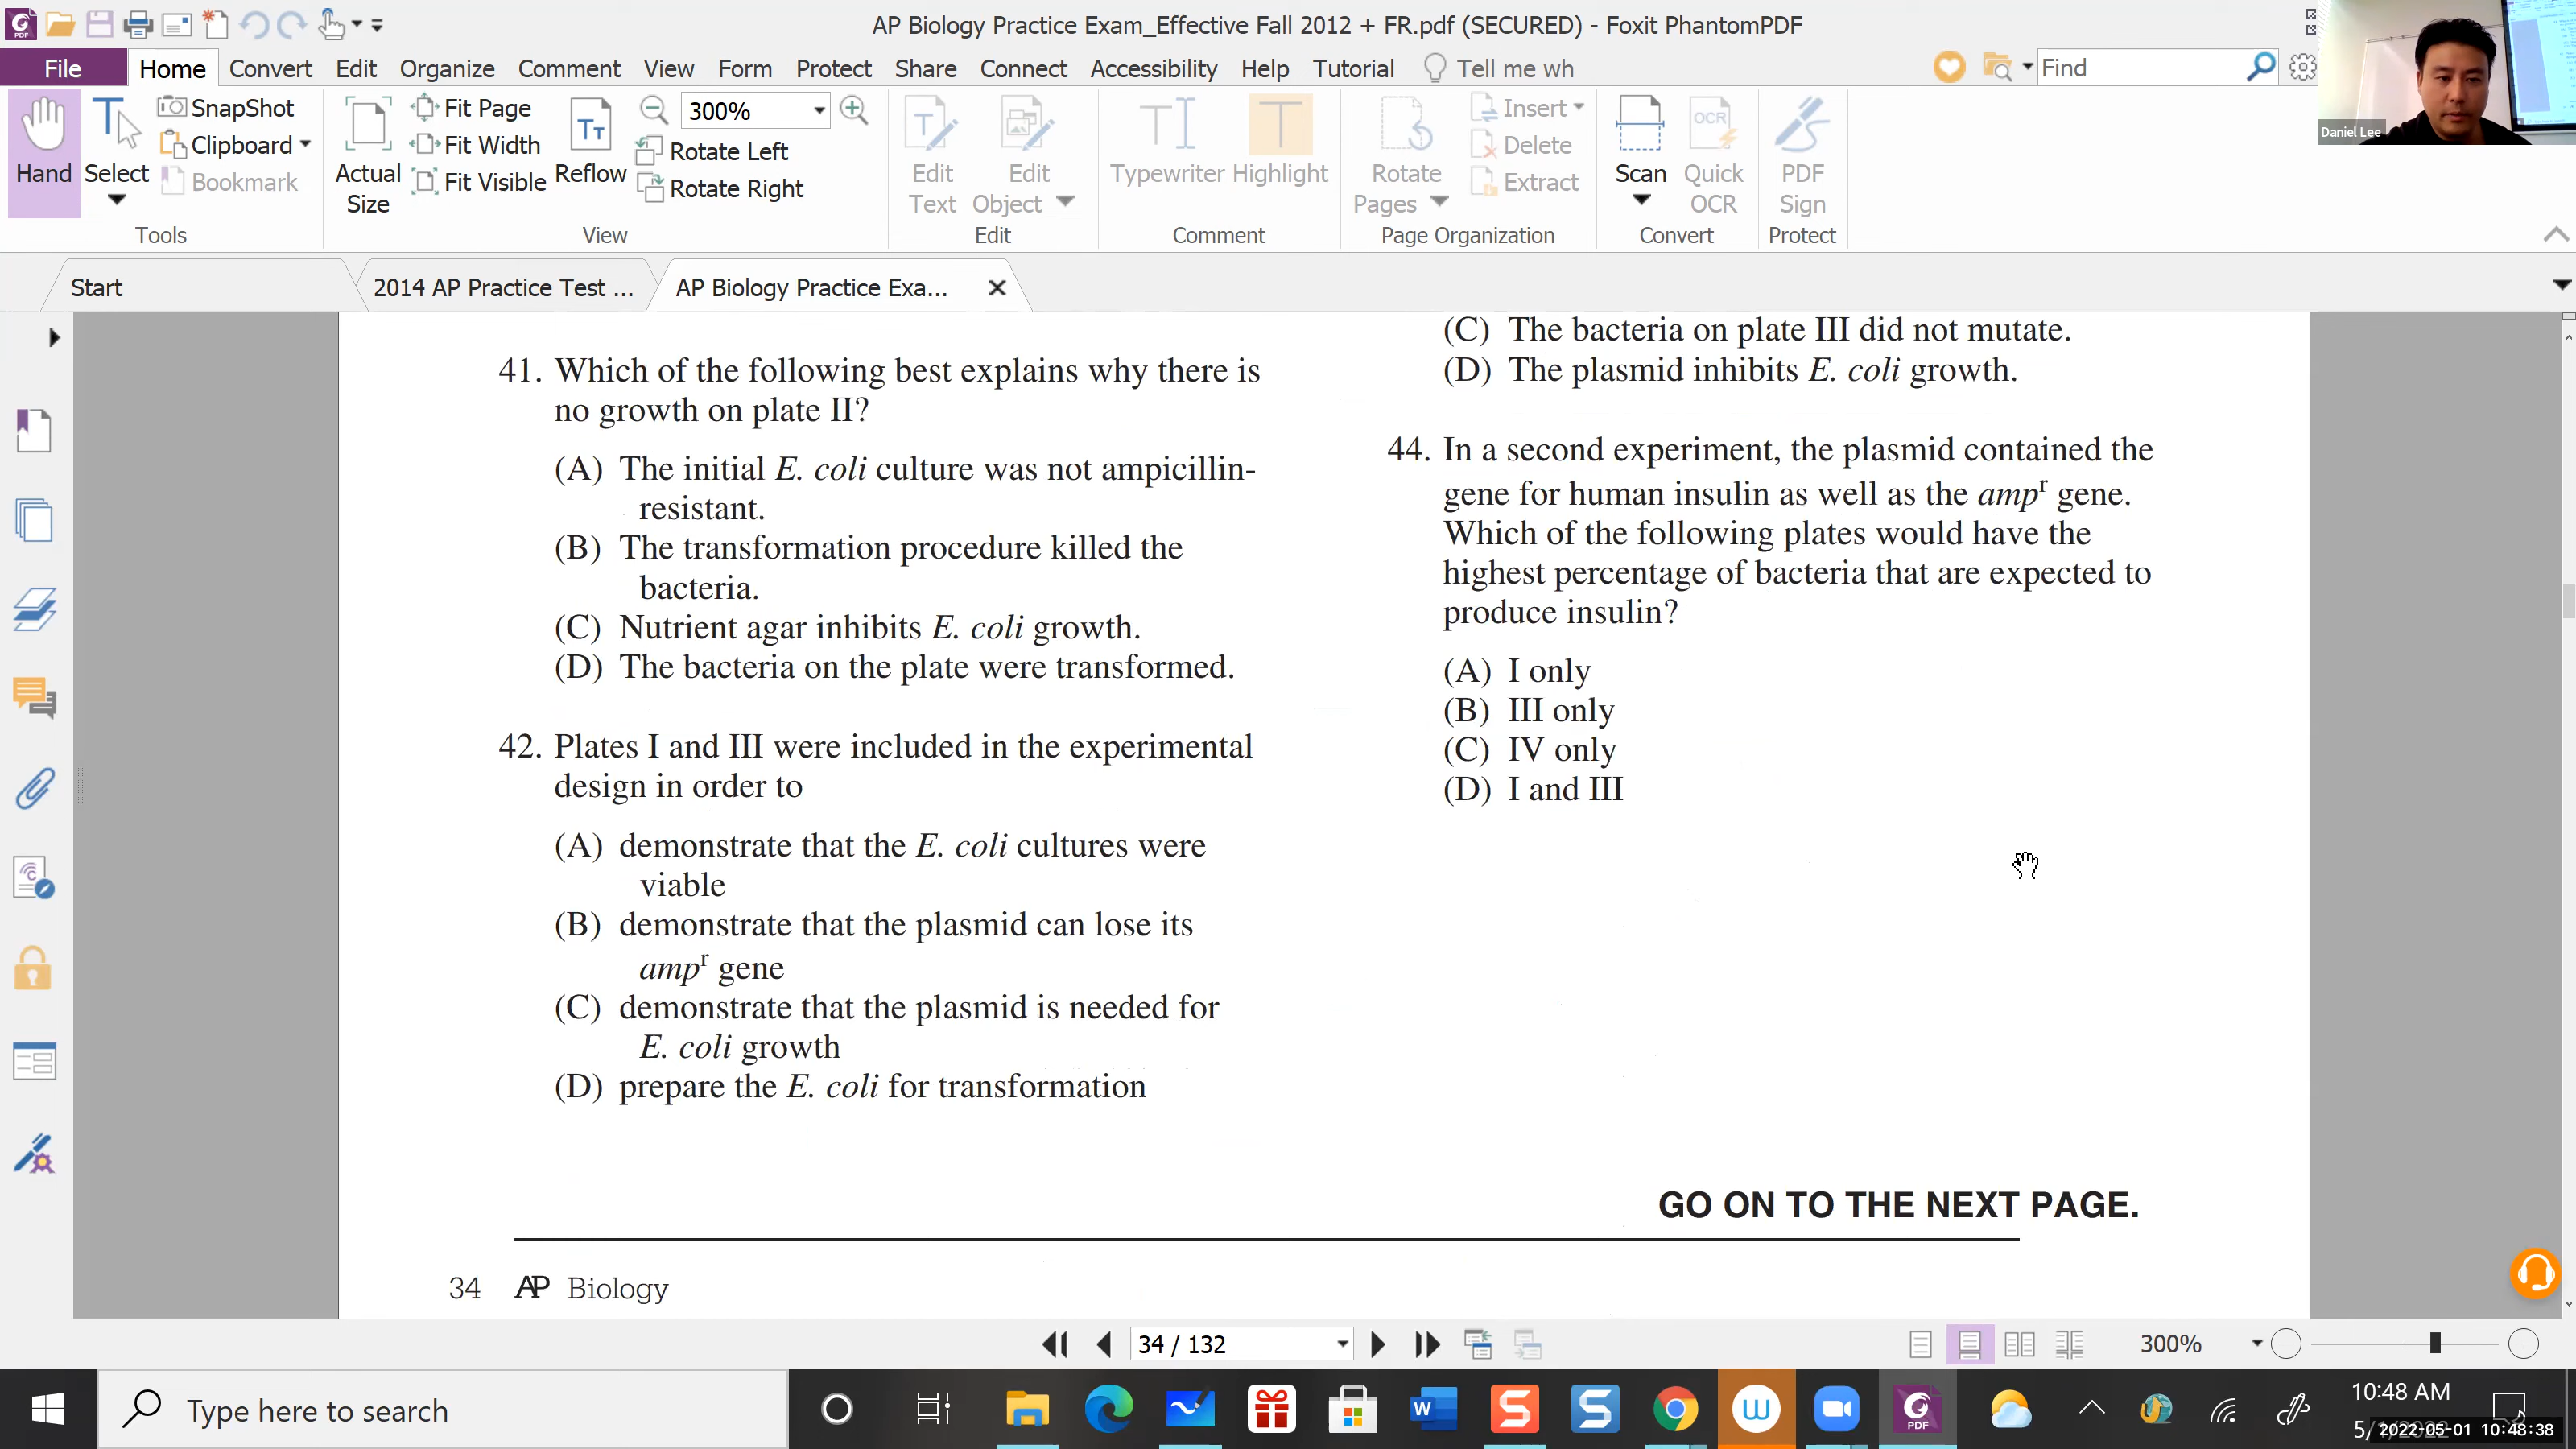 AP Biology Practice Exam_Effective Fall 2012 + FR.pdf (SECURED) - Foxit PhantomPDF
File Home Convert Edit Organize Comment View Form Protect Share Connect Accessibility Help Tutorial Tell me wh Find
Daniel Lee
Hand Select SnapShot Clipboard Bookmark
Tools
Actual Size Fit Page Fit Width Fit Visible Reflow 300% Rotate Left Rotate Right
View
Edit Text Edit Object
Edit
Typewriter Highlight
Comment
Rotate Pages Insert Delete Extract
Page Organization
Scan Quick OCR
Convert
PDF Sign
Protect
Start 2014 AP Practice Test ... AP Biology Practice Exa...
41. Which of the following best explains why there is
no growth on plate II?
(A) The initial E. coli culture was not ampicillin-
resistant.
(B) The transformation procedure killed the
bacteria.
(C) Nutrient agar inhibits E. coli growth.
(D) The bacteria on the plate were transformed.
42. Plates I and III were included in the experimental
design in order to
(A) demonstrate that the E. coli cultures were
viable
(B) demonstrate that the plasmid can lose its
ampʳ gene
(C) demonstrate that the plasmid is needed for
E. coli growth
(D) prepare the E. coli for transformation
(C) The bacteria on plate III did not mutate.
(D) The plasmid inhibits E. coli growth.
44. In a second experiment, the plasmid contained the
gene for human insulin as well as the ampʳ gene.
Which of the following plates would have the
highest percentage of bacteria that are expected to
produce insulin?
(A) I only
(B) III only
(C) IV only
(D) I and III
GO ON TO THE NEXT PAGE.
34 AP Biology
34 / 132
300%
Type here to search
10:48 AM
2022-05-01 10:48:38